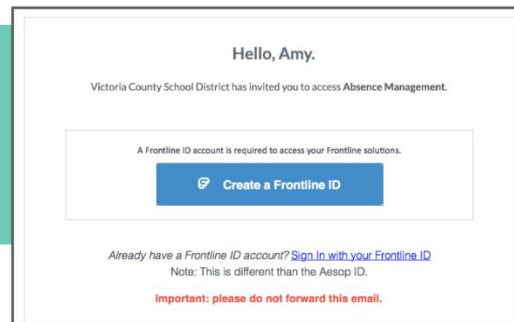 Hello, Amy.
Victoria County School District has invited you to access Absence Management.
A Frontline ID account is required to access your Frontline solutions.
Create a Frontline ID
Already have a Frontline ID account? Sign In with your Frontline ID
Note: This is different than the Aesop ID.
Important: please do not forward this email.